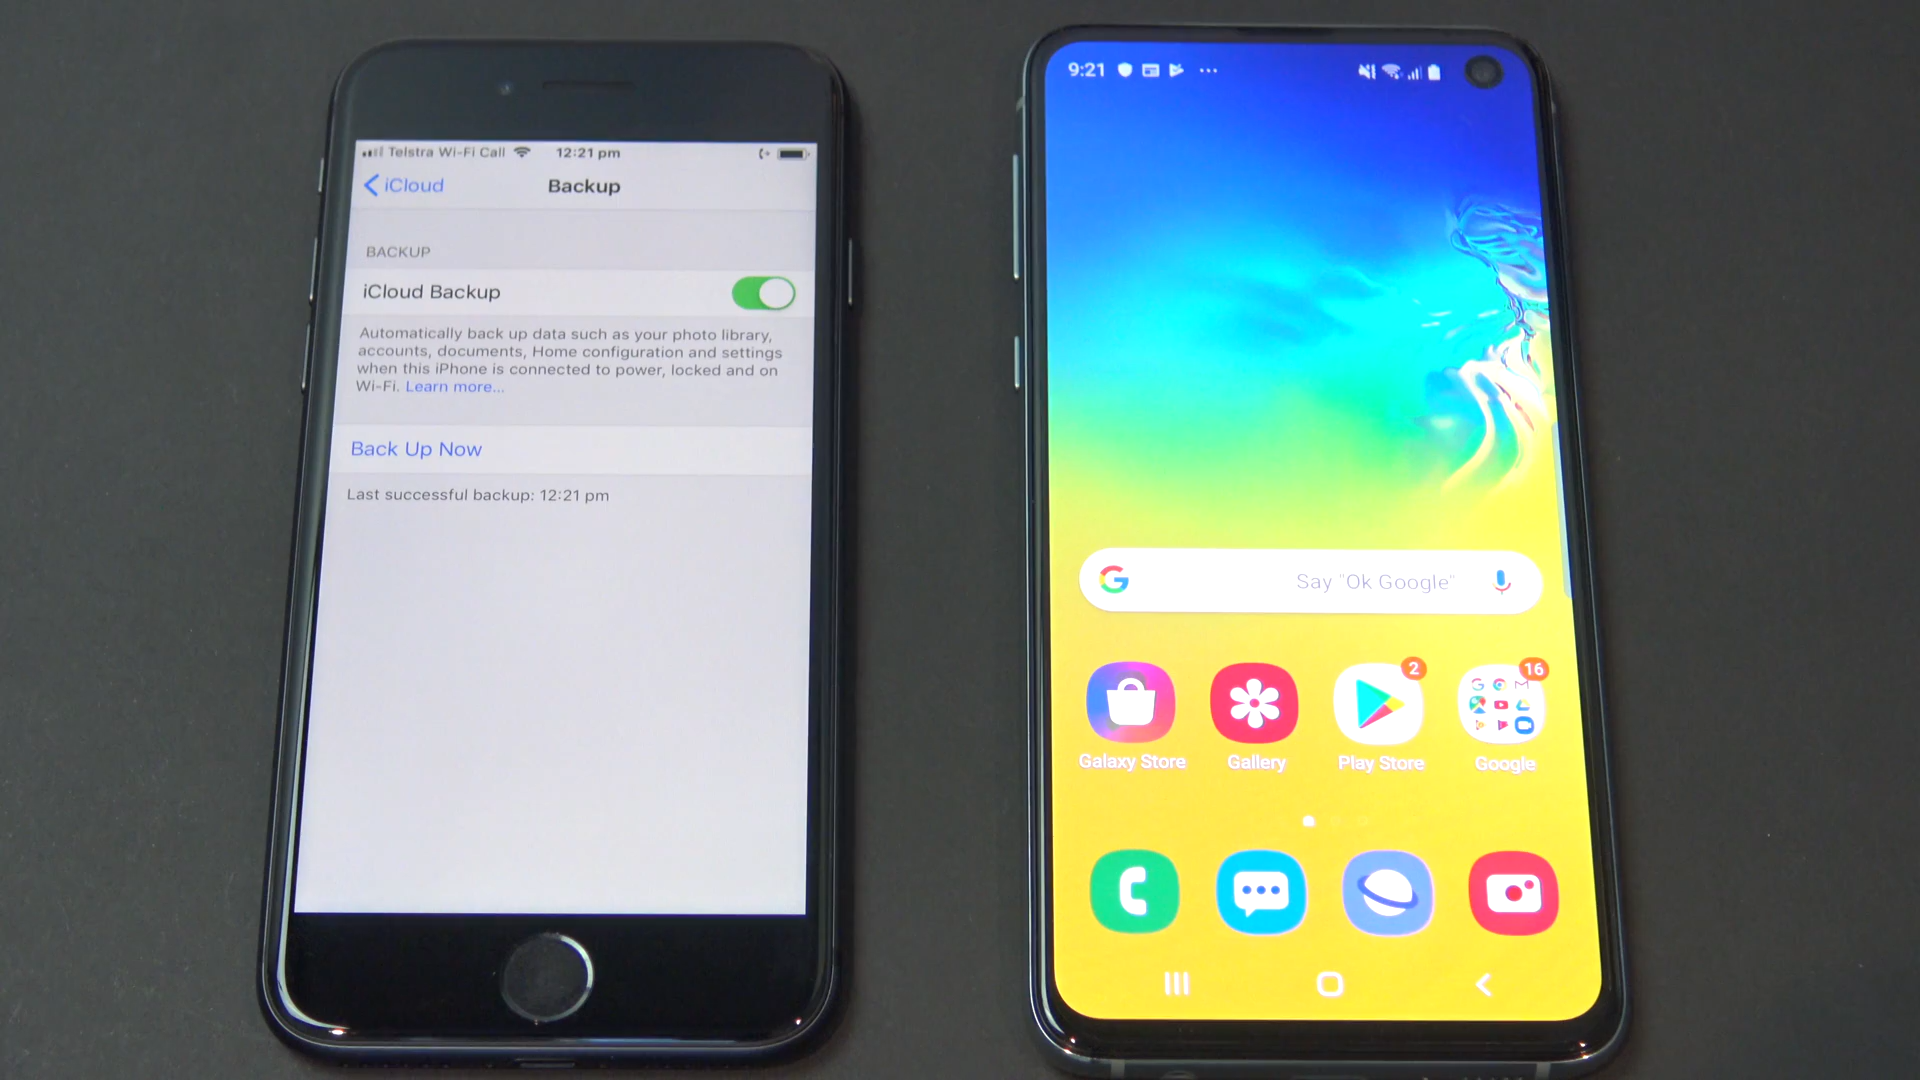 Telstra Wi-Fi Call 12:21 pm
iCloud
Backup
BACKUP
iCloud Backup
Automatically back up data such as your photo library,
accounts, documents, Home configuration and settings
when this iPhone is connected to power, locked and on
Wi-Fi. Learn more...
Back Up Now
Last successful backup: 12:21 pm
9:21
G Say "Ok Google"
2 16
Galaxy Store Gallery Play Store Google